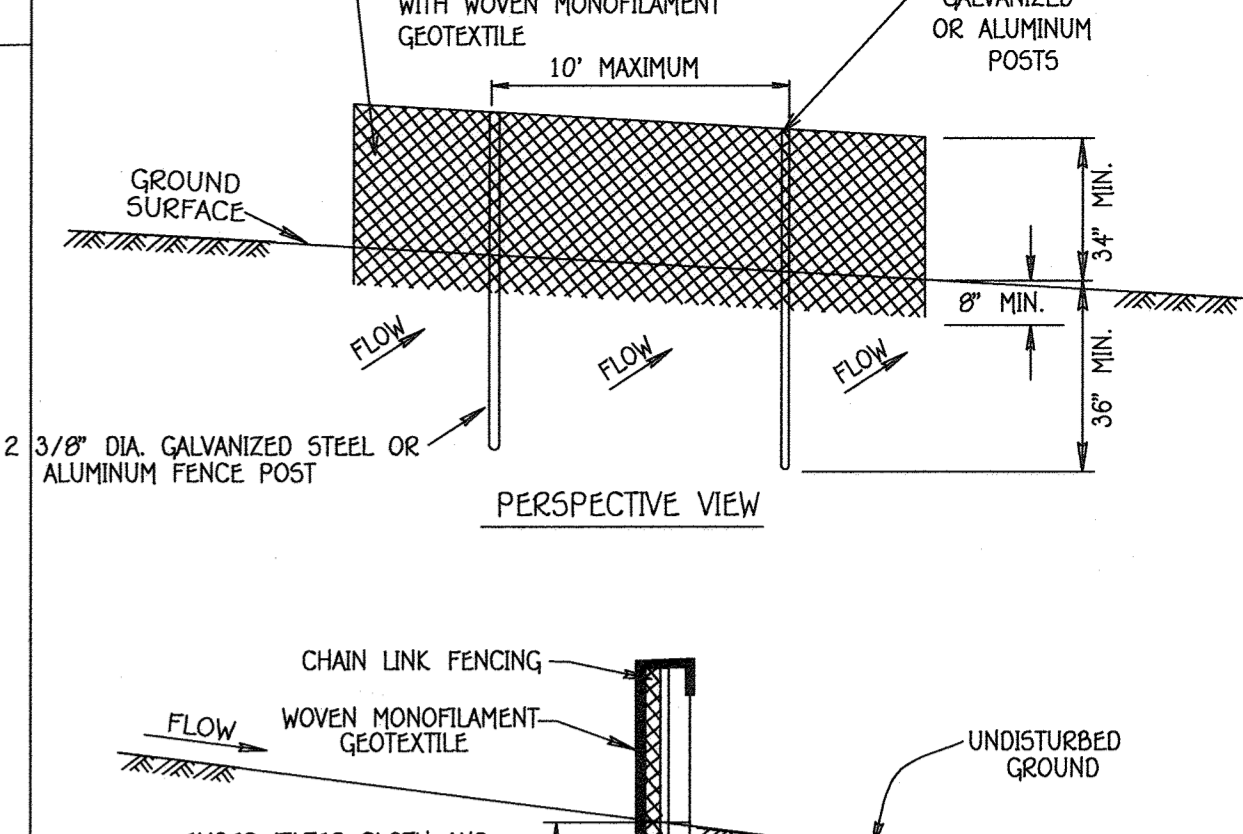 WITH WOVEN MONOFILAMENT
GEOTEXTILE
GALVANIZED
OR ALUMINUM
POSTS
10' MAXIMUM
GROUND
SURFACE
34" MIN.
8" MIN.
36" MIN.
FLOW
FLOW
FLOW
2 3/8" DIA. GALVANIZED STEEL OR
ALUMINUM FENCE POST
PERSPECTIVE VIEW
CHAIN LINK FENCING
FLOW
WOVEN MONOFILAMENT
GEOTEXTILE
UNDISTURBED
GROUND